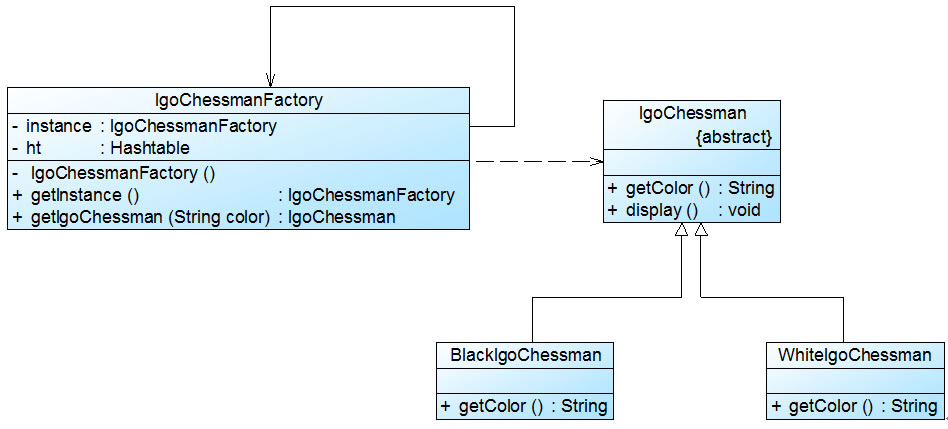 IgoChessmanFactory
- instance : IgoChessmanFactory
- ht : Hashtable
- IgoChessmanFactory ()
+ getInstance () : IgoChessmanFactory
+ getIgoChessman (String color) : IgoChessman
IgoChessman
{abstract}
+ getColor () : String
+ display () : void
BlackIgoChessman
+ getColor () : String
WhiteIgoChessman
+ getColor () : String